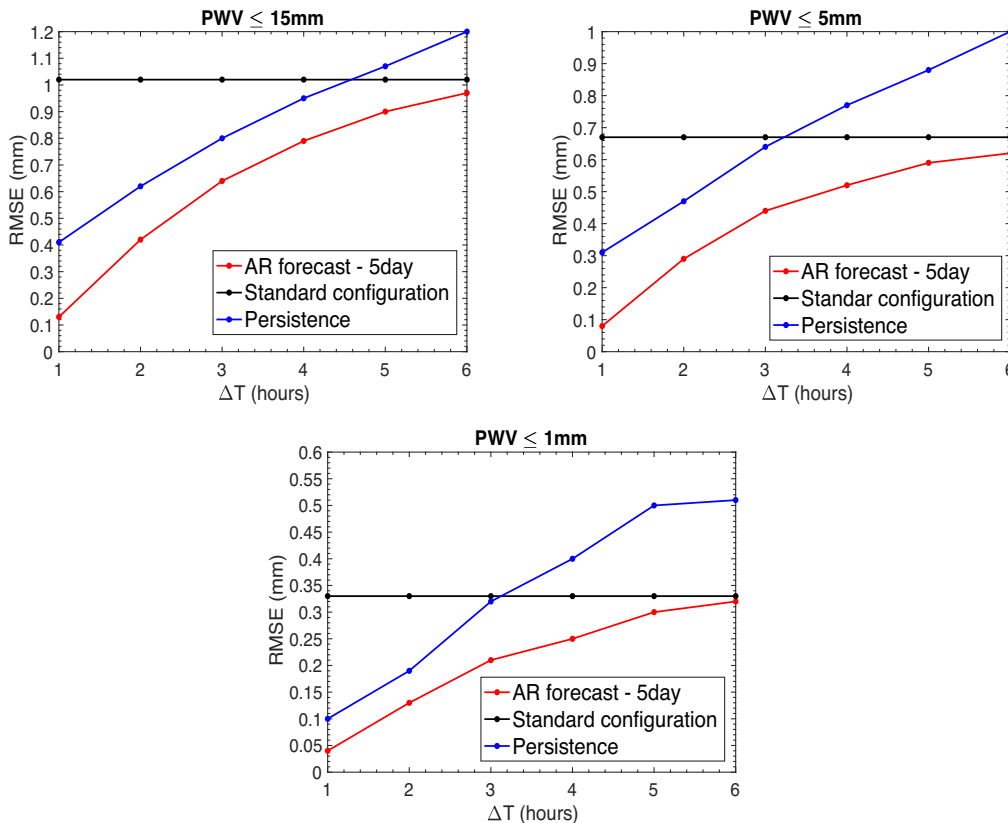 PWV ≤ 15mm
1.2
1.1
1
0.9
0.8
0.7
0.6
0.5
0.4
0.3
0.2
0.1
0
RMSE (mm)
AR forecast - 5day
Standard configuration
Persistence
1 2 3 4 5 6
ΔT (hours)
PWV ≤ 5mm
1
0.9
0.8
0.7
0.6
0.5
0.4
0.3
0.2
0.1
0
RMSE (mm)
AR forecast - 5day
Standar configuration
Persistence
1 2 3 4 5 6
ΔT (hours)
PWV ≤ 1mm
0.6
0.55
0.5
0.45
0.4
0.35
0.3
0.25
0.2
0.15
0.1
0.05
0
RMSE (mm)
AR forecast - 5day
Standard configuration
Persistence
1 2 3 4 5 6
ΔT (hours)